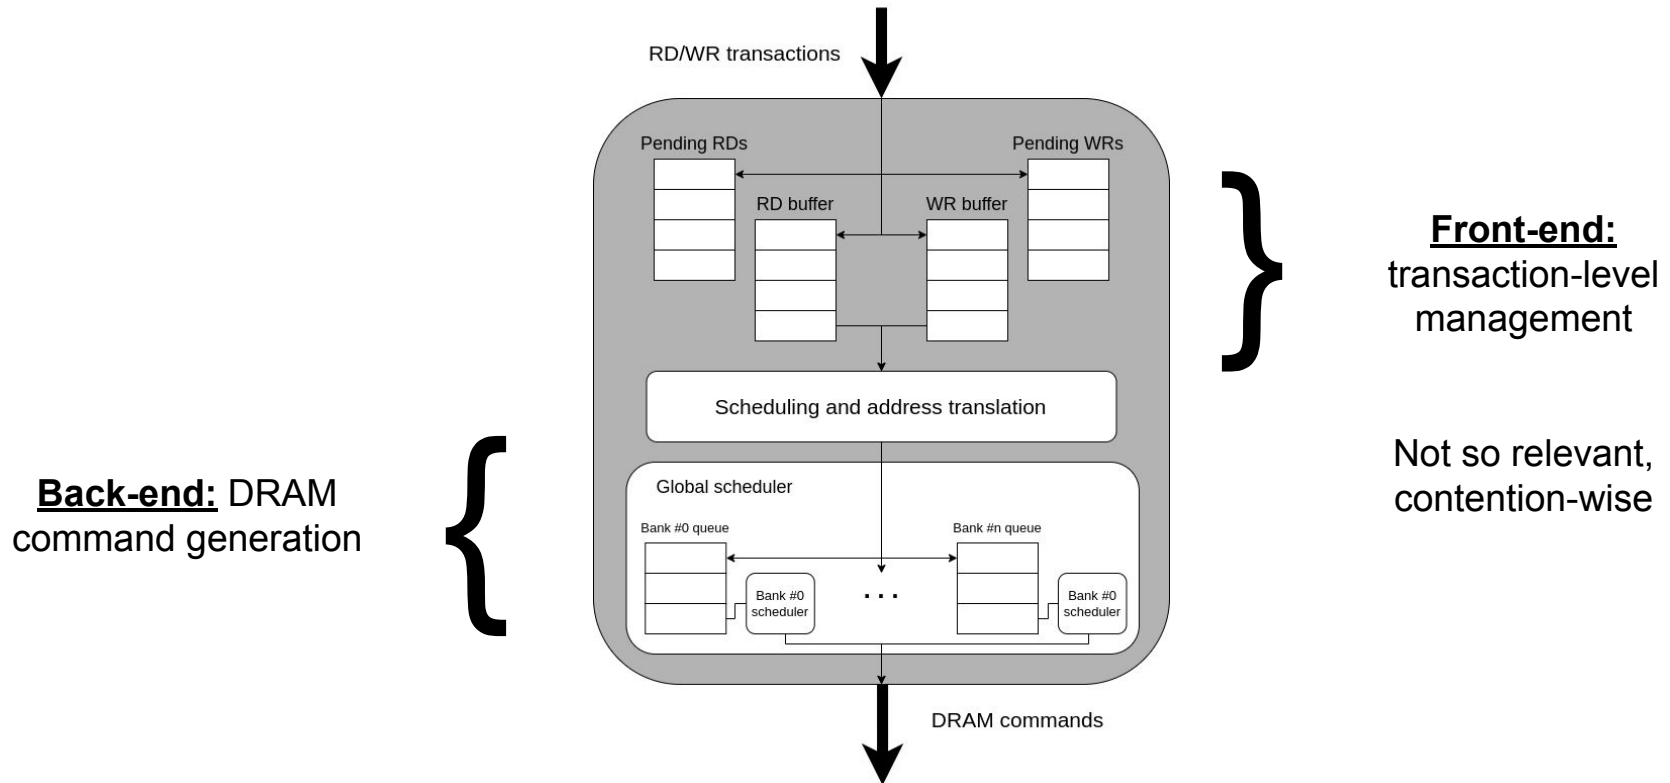 RD/WR transactions
Pending RDs
Pending WRs
RD buffer
WR buffer
Front-end:
transaction-level
management
Scheduling and address translation
Not so relevant,
contention-wise
Back-end: DRAM
command generation
Global scheduler
Bank #0 queue
Bank #n queue
Bank #0
scheduler
. . .
Bank #0
scheduler
DRAM commands